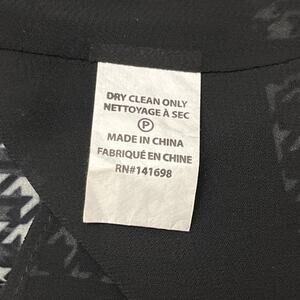 DRY CLEAN ONLY
NETTOYAGE À SEC
P
MADE IN CHINA
FABRIQUÉ EN CHINE
RN#141698